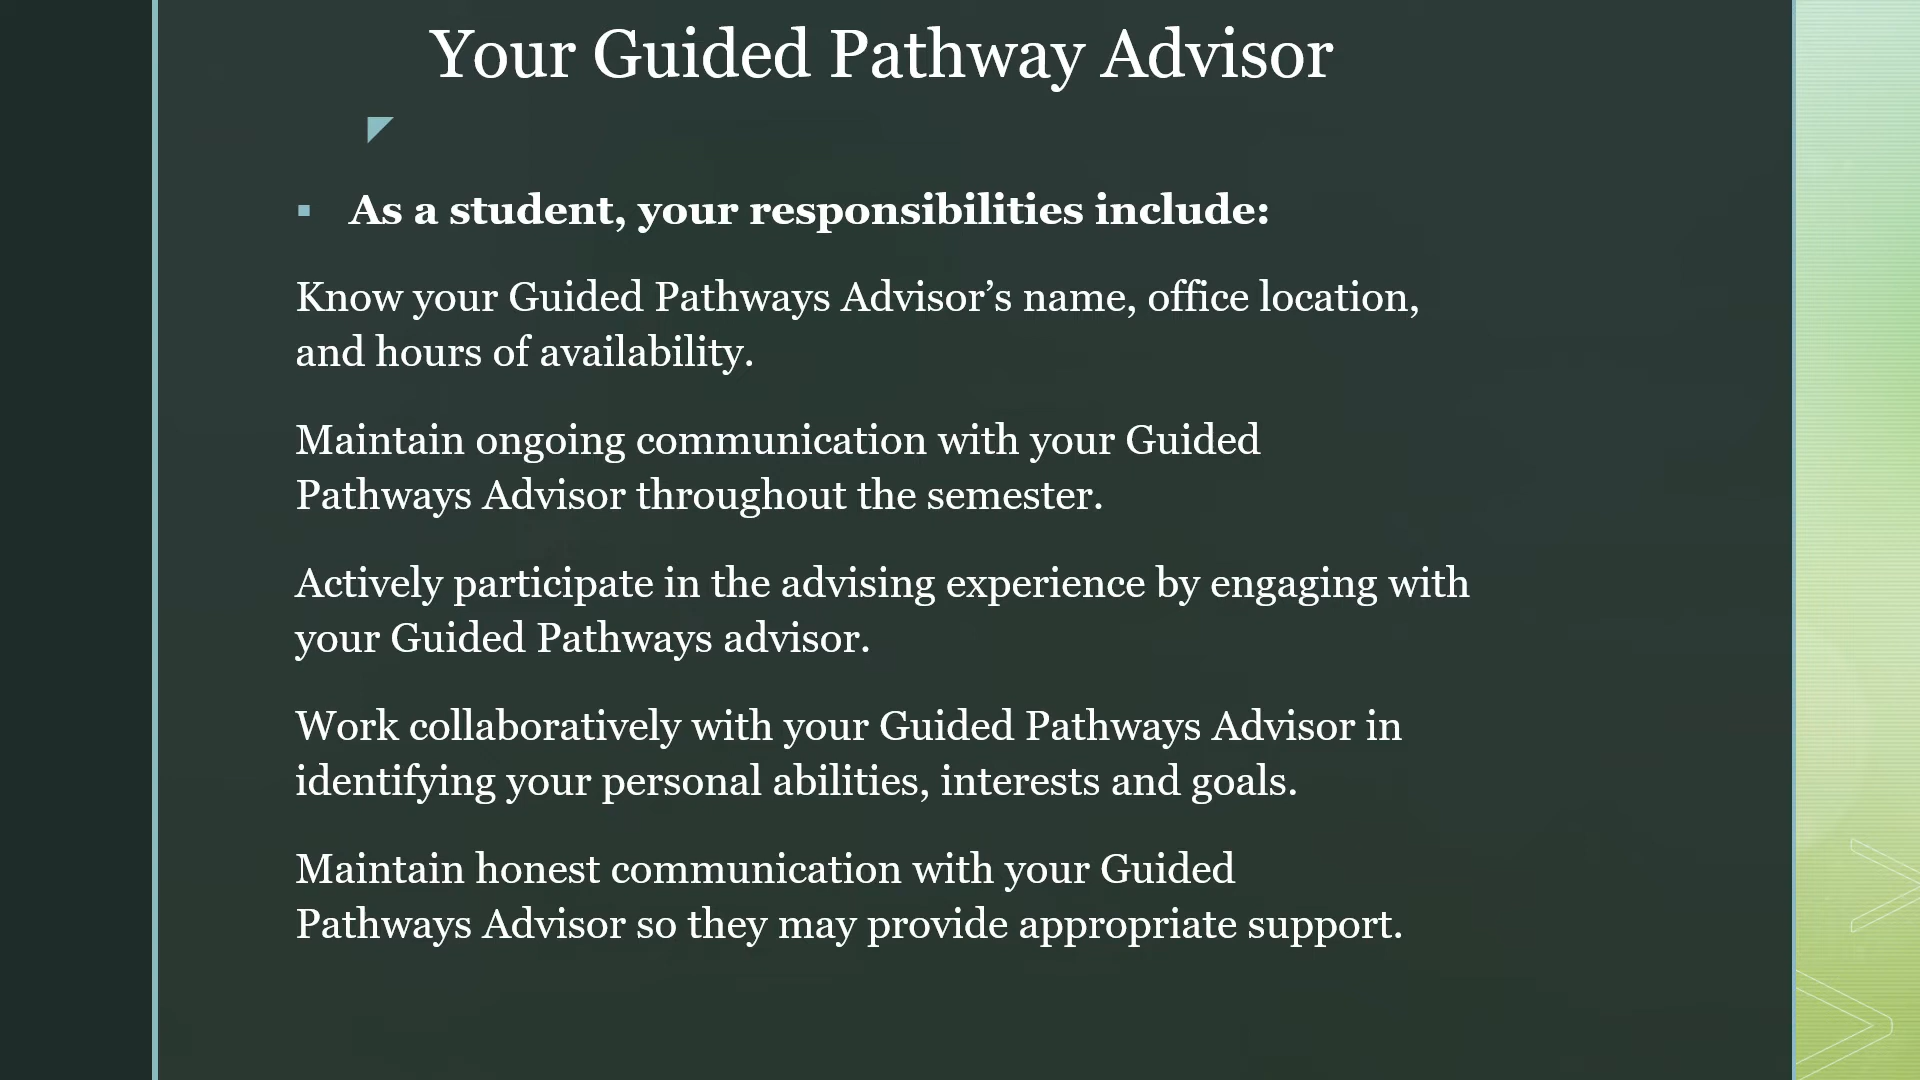 Your Guided Pathway Advisor
▪ As a student, your responsibilities include:
Know your Guided Pathways Advisor’s name, office location,
and hours of availability.
Maintain ongoing communication with your Guided
Pathways Advisor throughout the semester.
Actively participate in the advising experience by engaging with
your Guided Pathways advisor.
Work collaboratively with your Guided Pathways Advisor in
identifying your personal abilities, interests and goals.
Maintain honest communication with your Guided
Pathways Advisor so they may provide appropriate support.